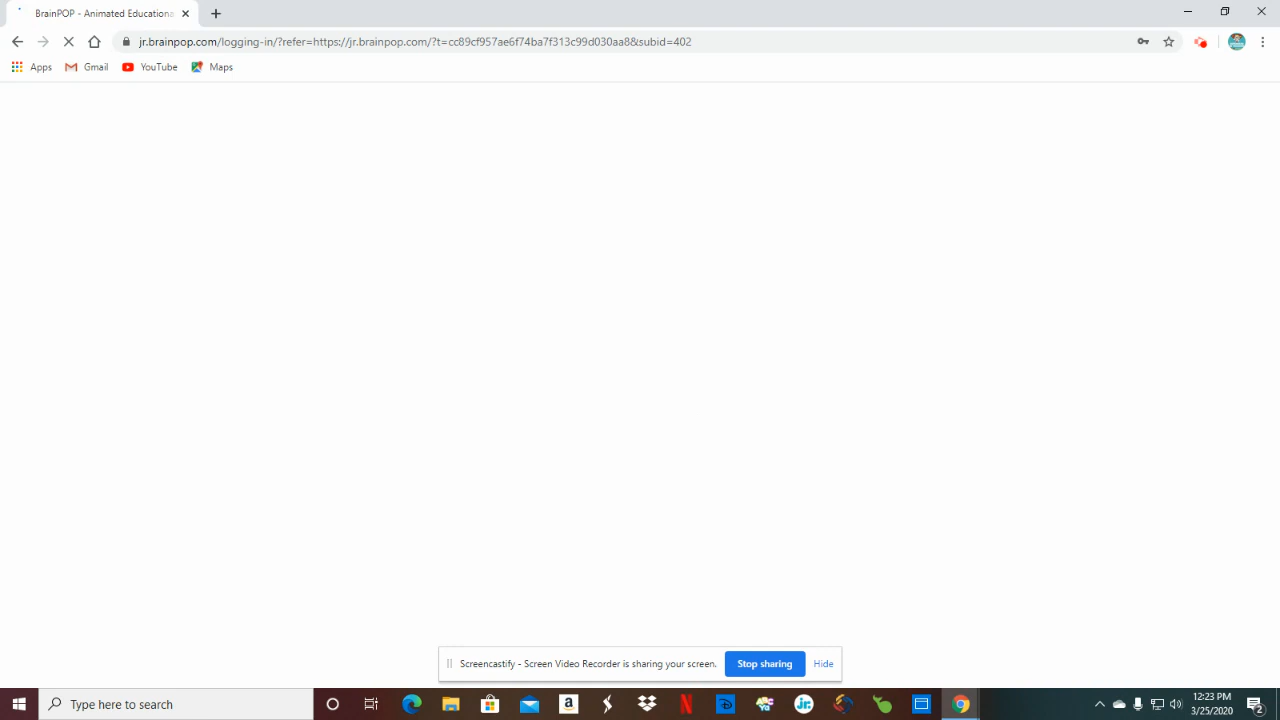 BrainPOP - Animated Educationa
jr.brainpop.com/logging-in/?refer=https://jr.brainpop.com/?t=cc89cf957ae6f74ba7f313c99d030aa8&subid=402
Apps Gmail YouTube Maps
Screencastify - Screen Video Recorder is sharing your screen. Stop sharing Hide
Type here to search
jr.
12:23 PM
3/25/2020
2